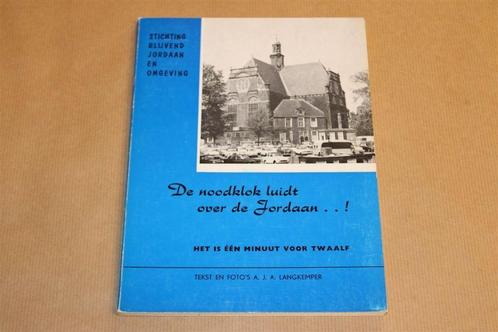 STICHTING
BLIJVEND
JORDAAN
EN
OMGEVING
De noodklok luidt
over de Jordaan . . !
HET IS ÉÉN MINUUT VOOR TWAALF
TEKST EN FOTO'S A. J. A. LANGKEMPER